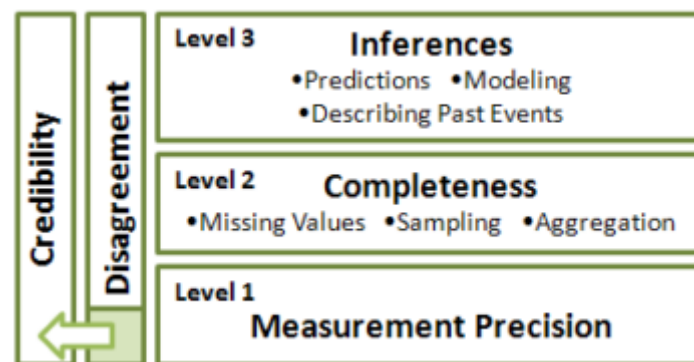 Credibility
Disagreement
Level 3
Inferences
•Predictions •Modeling
•Describing Past Events
Level 2
Completeness
•Missing Values •Sampling •Aggregation
Level 1
Measurement Precision